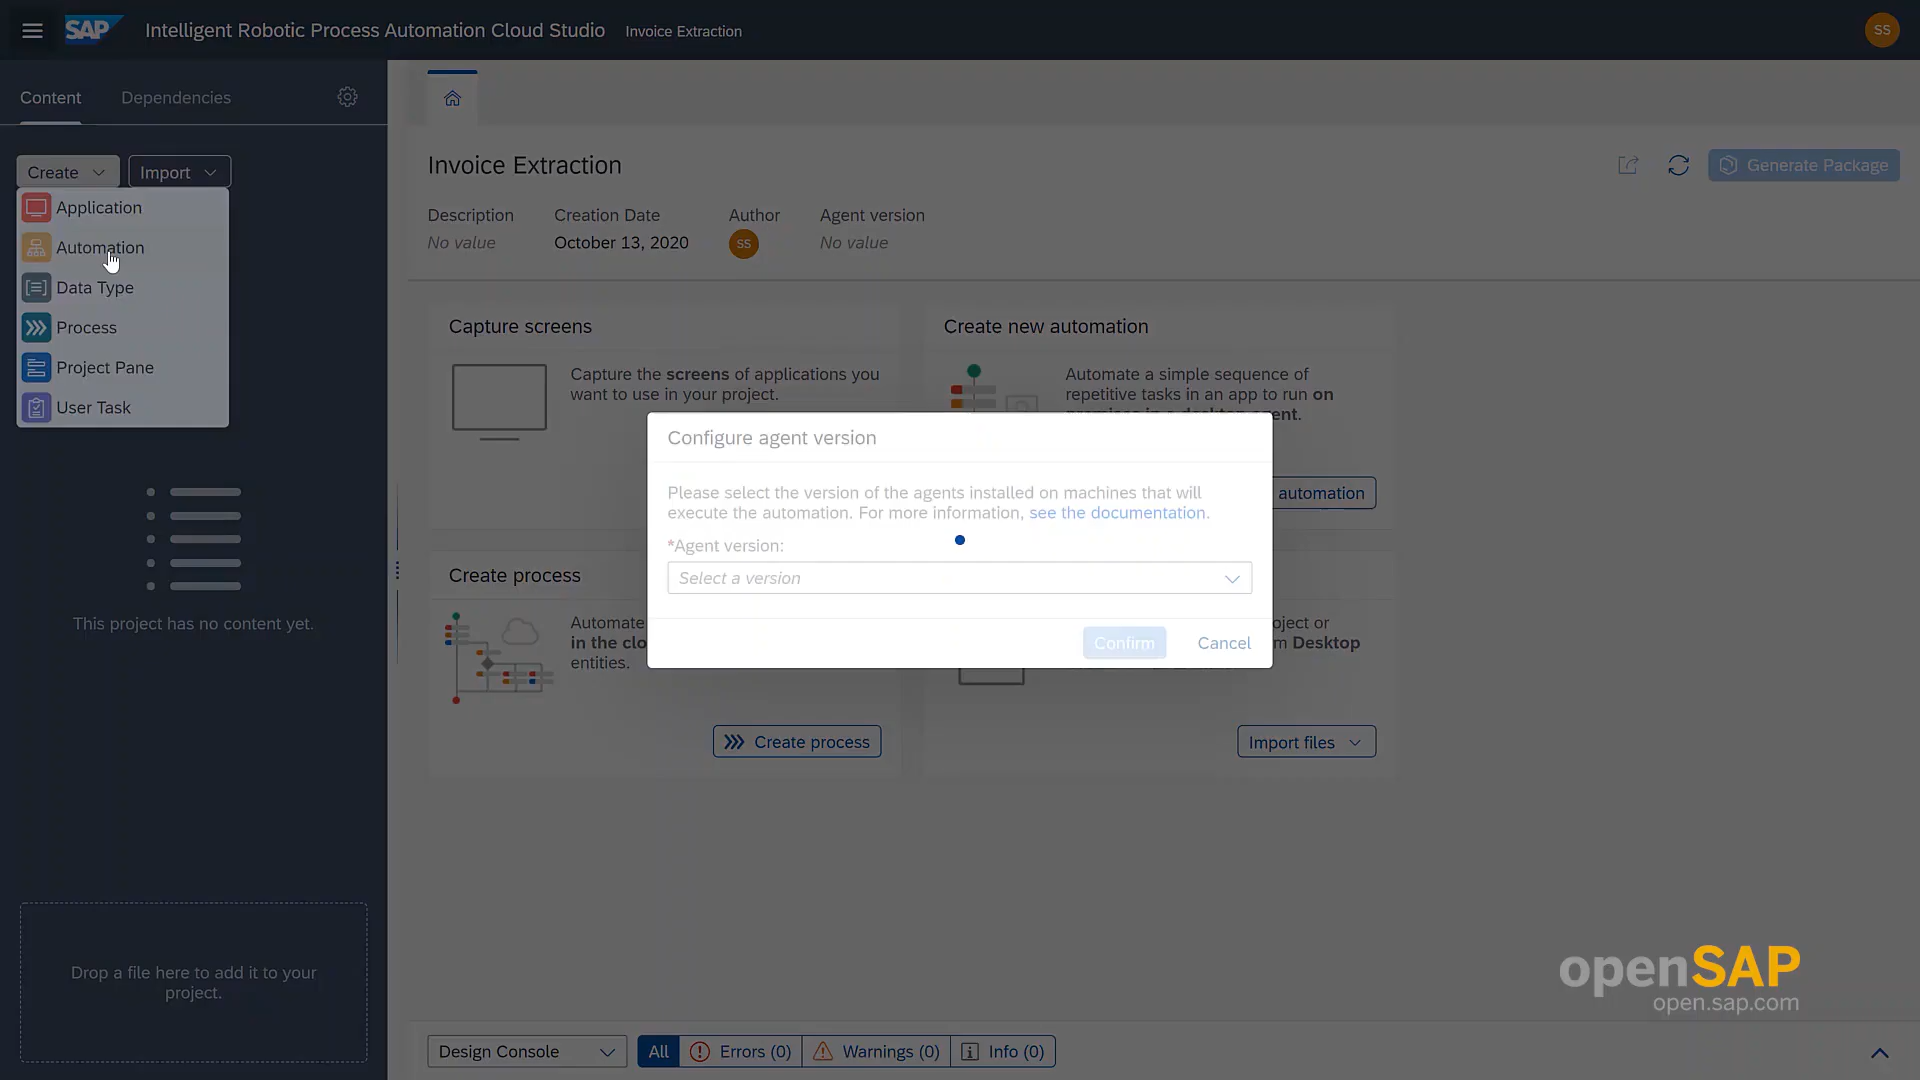 SAP Intelligent Robotic Process Automation Cloud Studio Invoice Extraction SS
Content Dependencies
Create Import
Application
Automation
Data Type
Process
Project Pane
User Task
This project has no content yet.
Drop a file here to add it to your
project.
Invoice Extraction
Generate Package
Description Creation Date Author Agent version
No value October 13, 2020 SS No value
Capture screens
Capture the screens of applications you
want to use in your project.
Create new automation
Automate a simple sequence of
repetitive tasks in an app to run on
premises in a desktop agent.
automation
Configure agent version
Please select the version of the agents installed on machines that will
execute the automation. For more information, see the documentation.
*Agent version:
Select a version
Confirm Cancel
Create process
Automate
in the clo
entities.
Create process
oject or
m Desktop
Import files
openSAP
open.sap.com
Design Console All Errors (0) Warnings (0) Info (0)